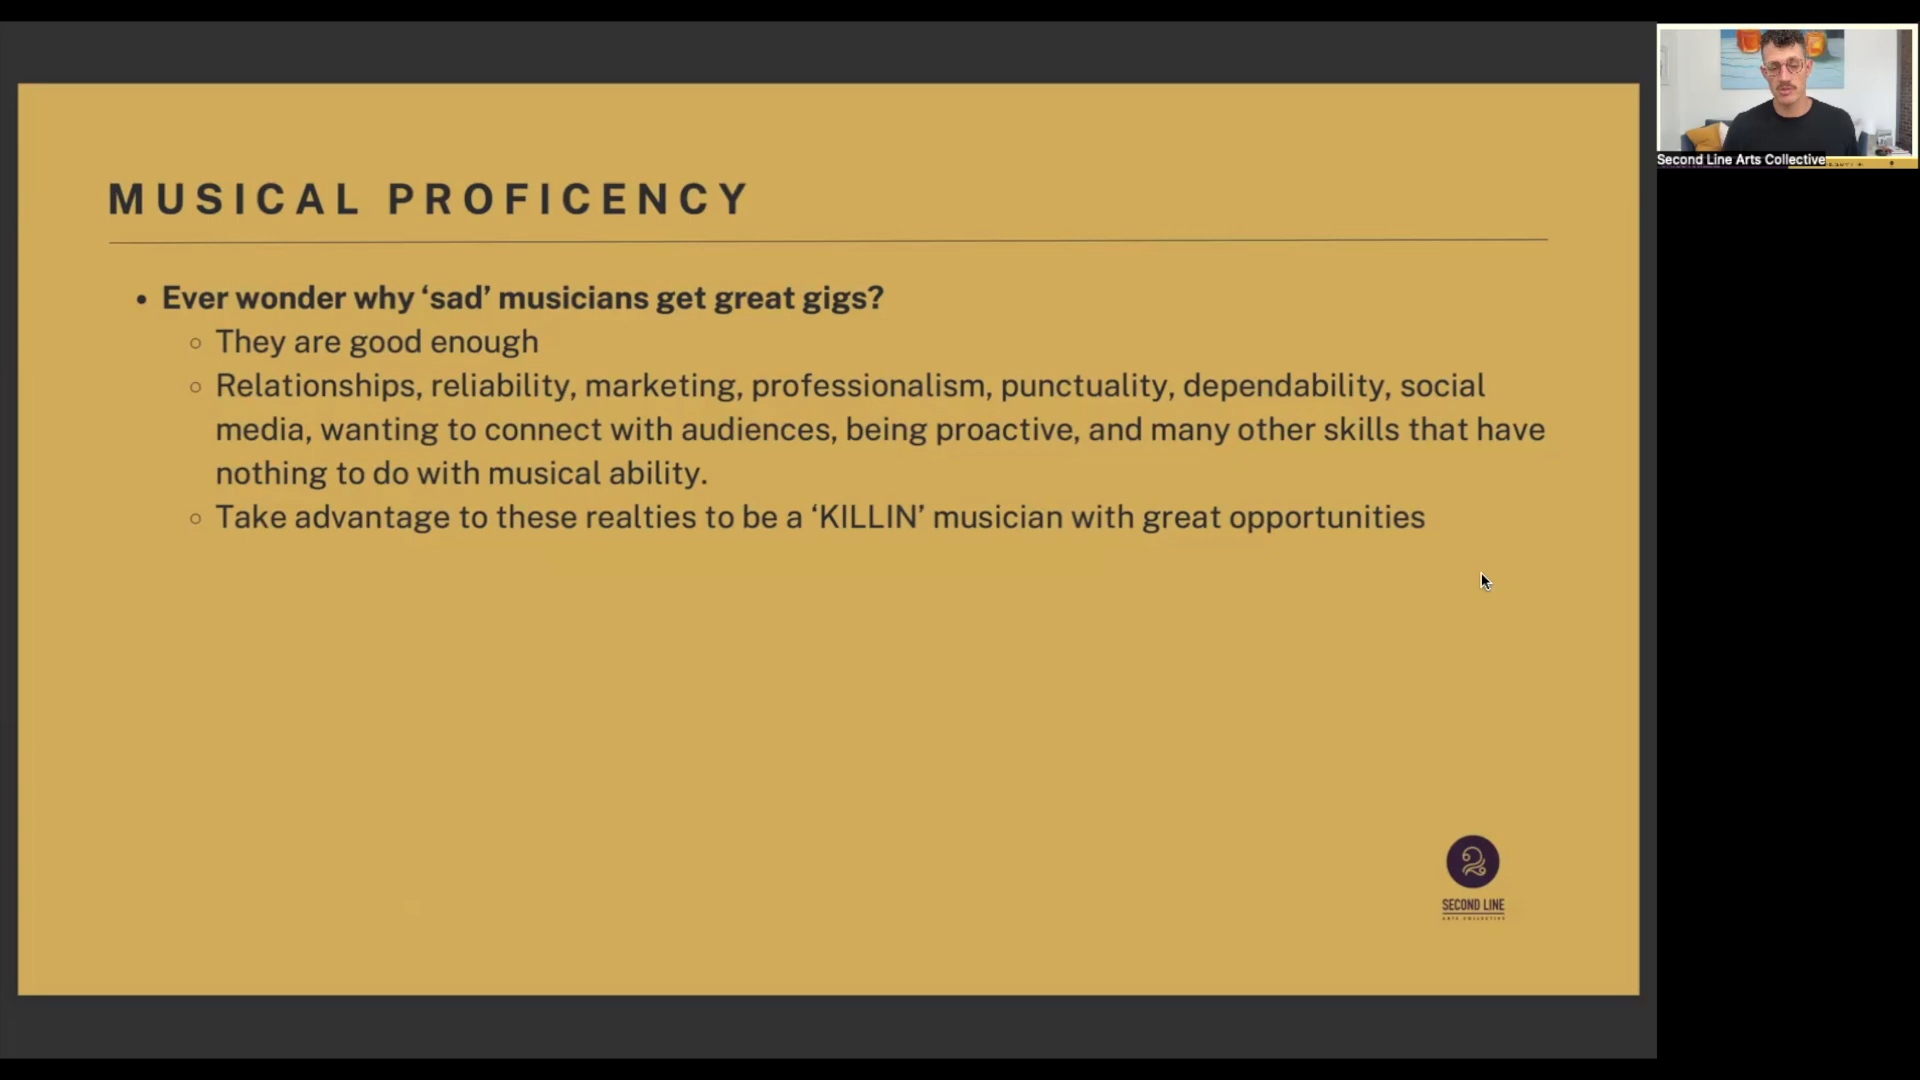 MUSICAL PROFICENCY
• Ever wonder why ‘sad’ musicians get great gigs?
○ They are good enough
○ Relationships, reliability, marketing, professionalism, punctuality, dependability, social
media, wanting to connect with audiences, being proactive, and many other skills that have
nothing to do with musical ability.
○ Take advantage to these realties to be a ‘KILLIN’ musician with great opportunities
SECOND LINE
ARTS COLLECTIVE
Second Line Arts Collective